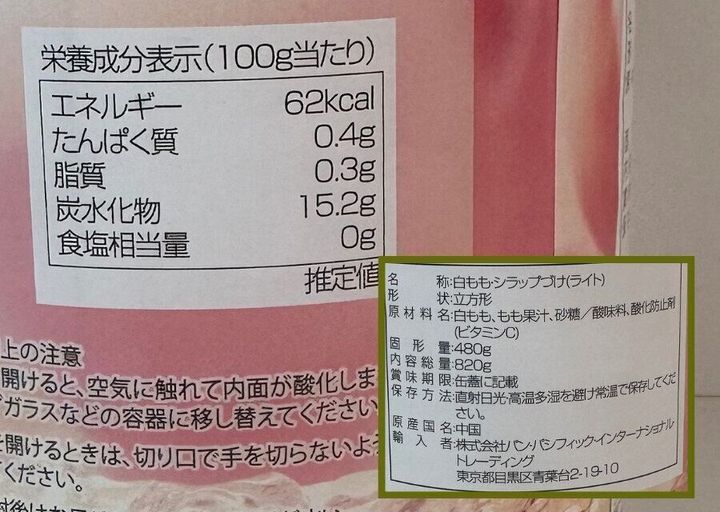 栄養成分表示(100g当たり)
エネルギー 62kcal
たんぱく質 0.4g
脂質 0.3g
炭水化物 15.2g
食塩相当量 0g
推定値
上の注意
開けると、空気に触れて内面が酸化しま
ガラスなどの容器に移し替えてください
を開けるときは、切り口で手を切らないよう
ください。
名称:白もも・シラップづけ(ライト)
形状:立方形
原材料名:白もも、もも果汁、砂糖/酸味料、酸化防止剤
(ビタミンC)
固形量:480g
内容総量:820g
賞味期限:缶蓋に記載
保存方法:直射日光・高温多湿を避け常温で保存してくだ
さい。
原産国名:中国
輸入者:株式会社パン・パシフィック・インターナショナル
トレーディング
東京都目黒区青葉台2-19-10